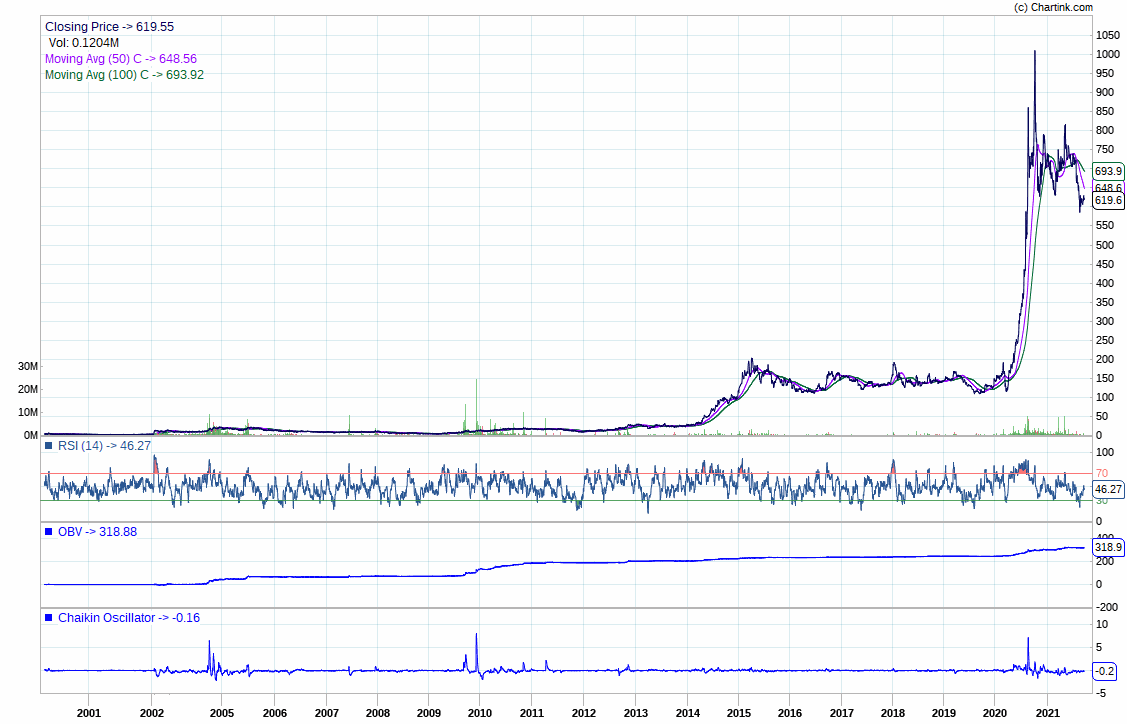 (c) Chartink.com
Closing Price -> 619.55
Vol: 0.1204M
Moving Avg (50) C -> 648.56
Moving Avg (100) C -> 693.92
1050
1000
950
900
850
800
750
693.9
648.6
619.6
550
500
450
400
350
300
250
200
150
100
50
0
30M
20M
10M
0M
RSI (14) -> 46.27
100
70
46.27
30
0
OBV -> 318.88
400
318.9
200
0
-200
Chaikin Oscillator -> -0.16
10
5
-0.2
-5
2001 2002 2005 2006 2007 2008 2009 2010 2011 2012 2013 2014 2015 2016 2017 2018 2019 2020 2021